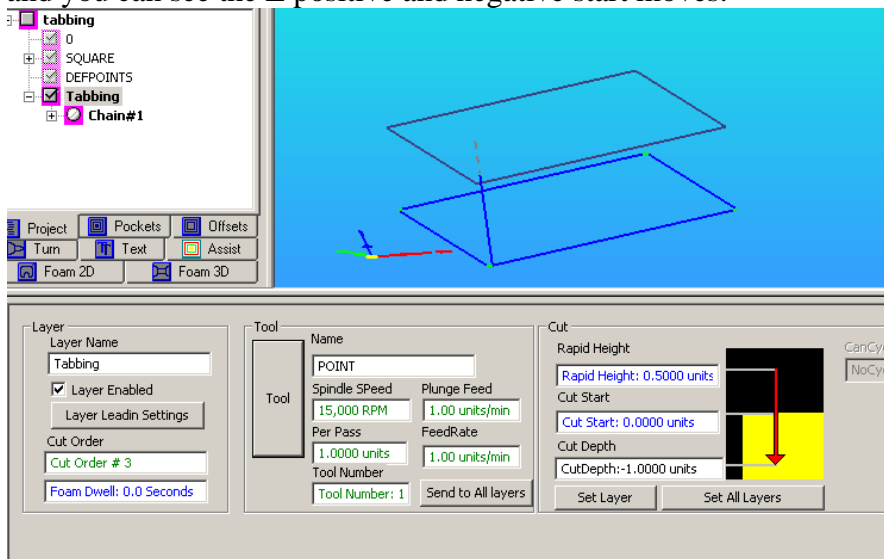 and you can see the Z positive and negative start moves.
tabbing
0
SQUARE
DEFPOINTS
Tabbing
Chain#1
Project
Pockets
Offsets
Turn
Text
Assist
Foam 2D
Foam 3D
Layer
Layer Name
Tabbing
Layer Enabled
Layer Leadin Settings
Cut Order
Cut Order # 3
Foam Dwell: 0.0 Seconds
Tool
Tool
Name
POINT
Spindle SPeed
Plunge Feed
15,000 RPM
1.00 units/min
Per Pass
FeedRate
1.0000 units
1.00 units/min
Tool Number
Tool Number: 1
Send to All layers
Cut
Rapid Height
Rapid Height: 0.5000 units
Cut Start
Cut Start: 0.0000 units
Cut Depth
CutDepth:-1.0000 units
Set Layer
Set All Layers
CanCy
NoCyc